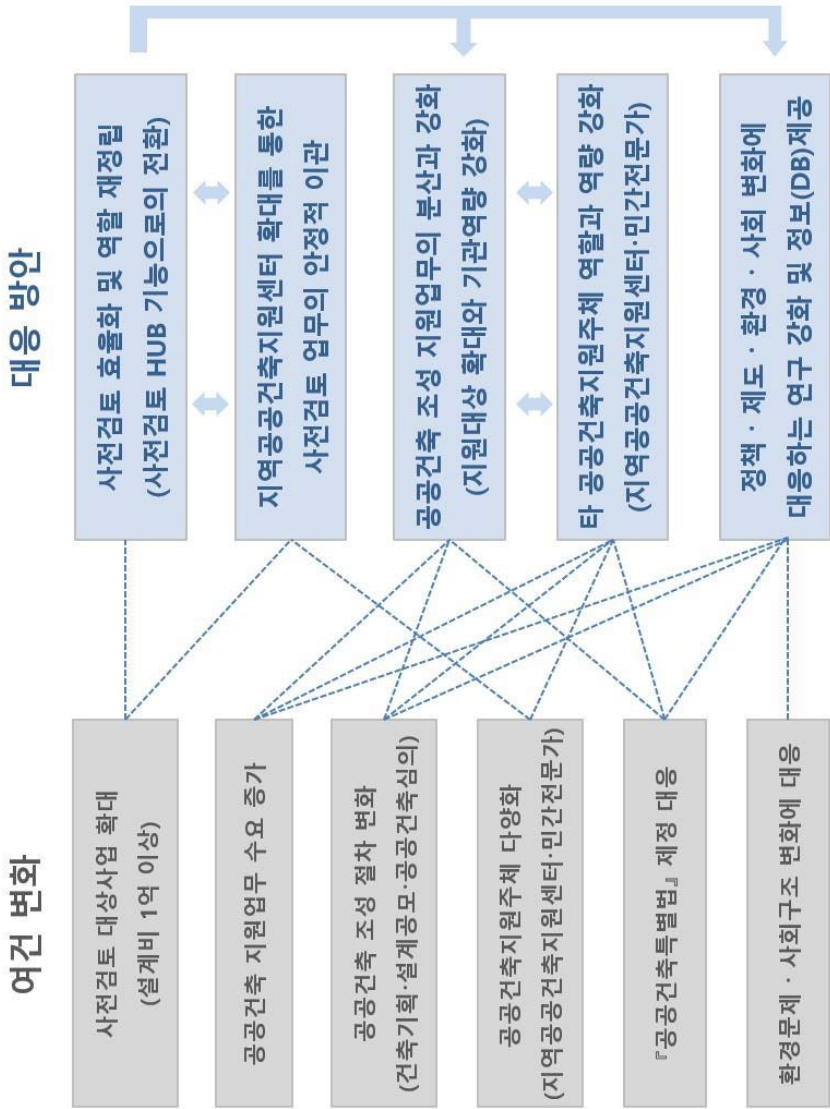 여건 변화
사전검토 대상사업 확대
(설계비 1억 이상)
공공건축 지원업무 수요 증가
공공건축 조성 절차 변화
(건축기획·설계공모·공공건축심의)
공공건축지원주체 다양화
(지역공공건축지원센터·민간전문가)
『공공건축특별법』 제정 대응
환경문제 · 사회구조 변화에 대응
대응 방안
사전검토 효율화 및 역할 재정립
(사전검토 HUB 기능으로의 전환)
지역공공건축지원센터 확대를 통한
사전검토 업무의 안정적 이관
공공건축 조성 지원업무의 분산과 강화
(지원대상 확대와 기관역량 강화)
타 공공건축지원주체 역할과 역량 강화
(지역공공건축지원센터·민간전문가)
정책 · 제도 · 환경 · 사회 변화에
대응하는 연구 강화 및 정보(DB)제공